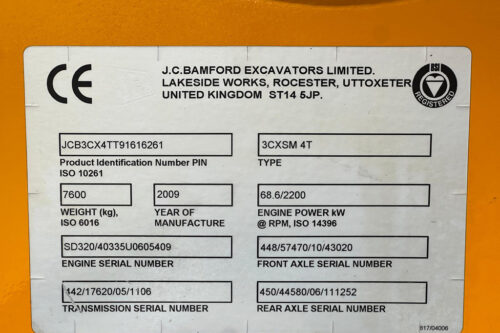 CE
J.C.BAMFORD EXCAVATORS LIMITED.
LAKESIDE WORKS, ROCESTER, UTTOXETER
UNITED KINGDOM ST14 5JP.
BSI
REGISTERED
JCB3CX4TT91616261
Product Identification Number PIN
ISO 10261
3CXSM 4T
TYPE
7600
WEIGHT (kg),
ISO 6016
2009
YEAR OF
MANUFACTURE
68.6/2200
ENGINE POWER kW
@ RPM, ISO 14396
SD320/40335U0605409
ENGINE SERIAL NUMBER
448/57470/10/43020
FRONT AXLE SERIAL NUMBER
142/17620/05/1106
TRANSMISSION SERIAL NUMBER
450/44580/06/111252
REAR AXLE SERIAL NUMBER
817/04006